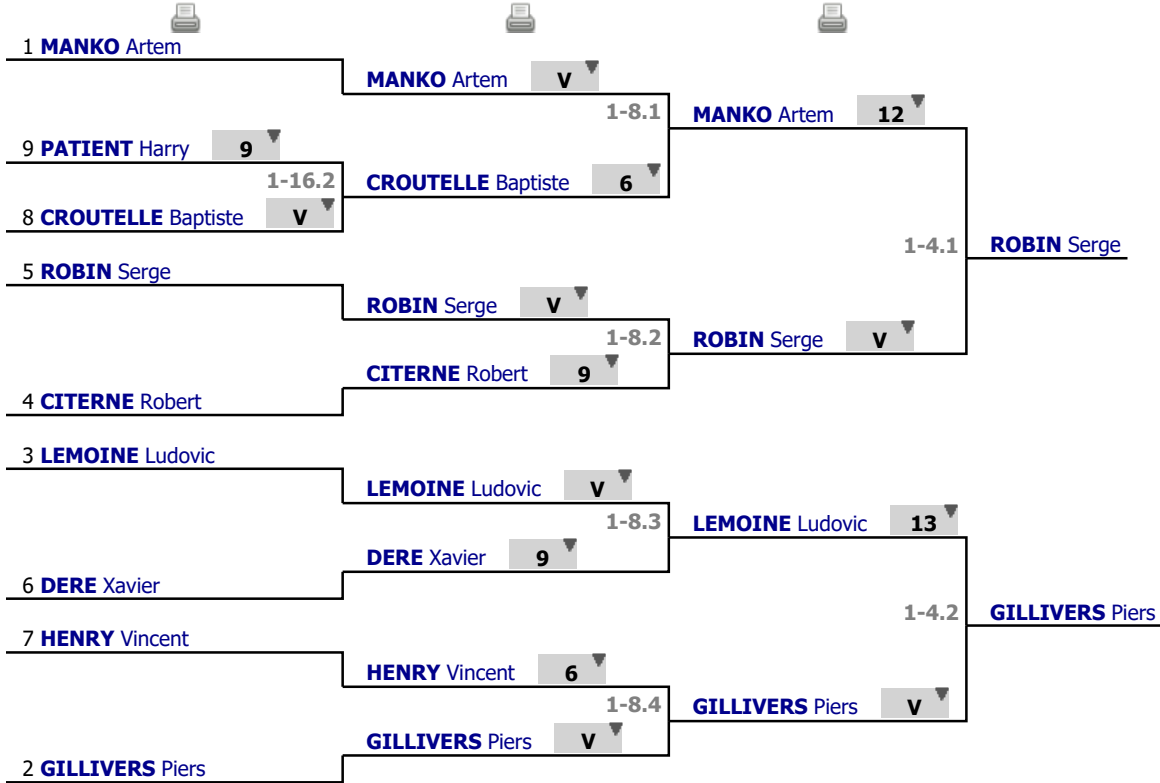 1 MANKO Artem
9 PATIENT Harry 9
1-16.2
8 CROUTELLE Baptiste V
5 ROBIN Serge
4 CITERNE Robert
3 LEMOINE Ludovic
6 DERE Xavier
7 HENRY Vincent
2 GILLIVERS Piers
MANKO Artem V
1-8.1
CROUTELLE Baptiste 6
ROBIN Serge V
1-8.2
CITERNE Robert 9
LEMOINE Ludovic V
1-8.3
DERE Xavier 9
HENRY Vincent 6
1-8.4
GILLIVERS Piers V
MANKO Artem 12
1-4.1
ROBIN Serge V
LEMOINE Ludovic 13
1-4.2
GILLIVERS Piers V
ROBIN Serge
GILLIVERS Piers